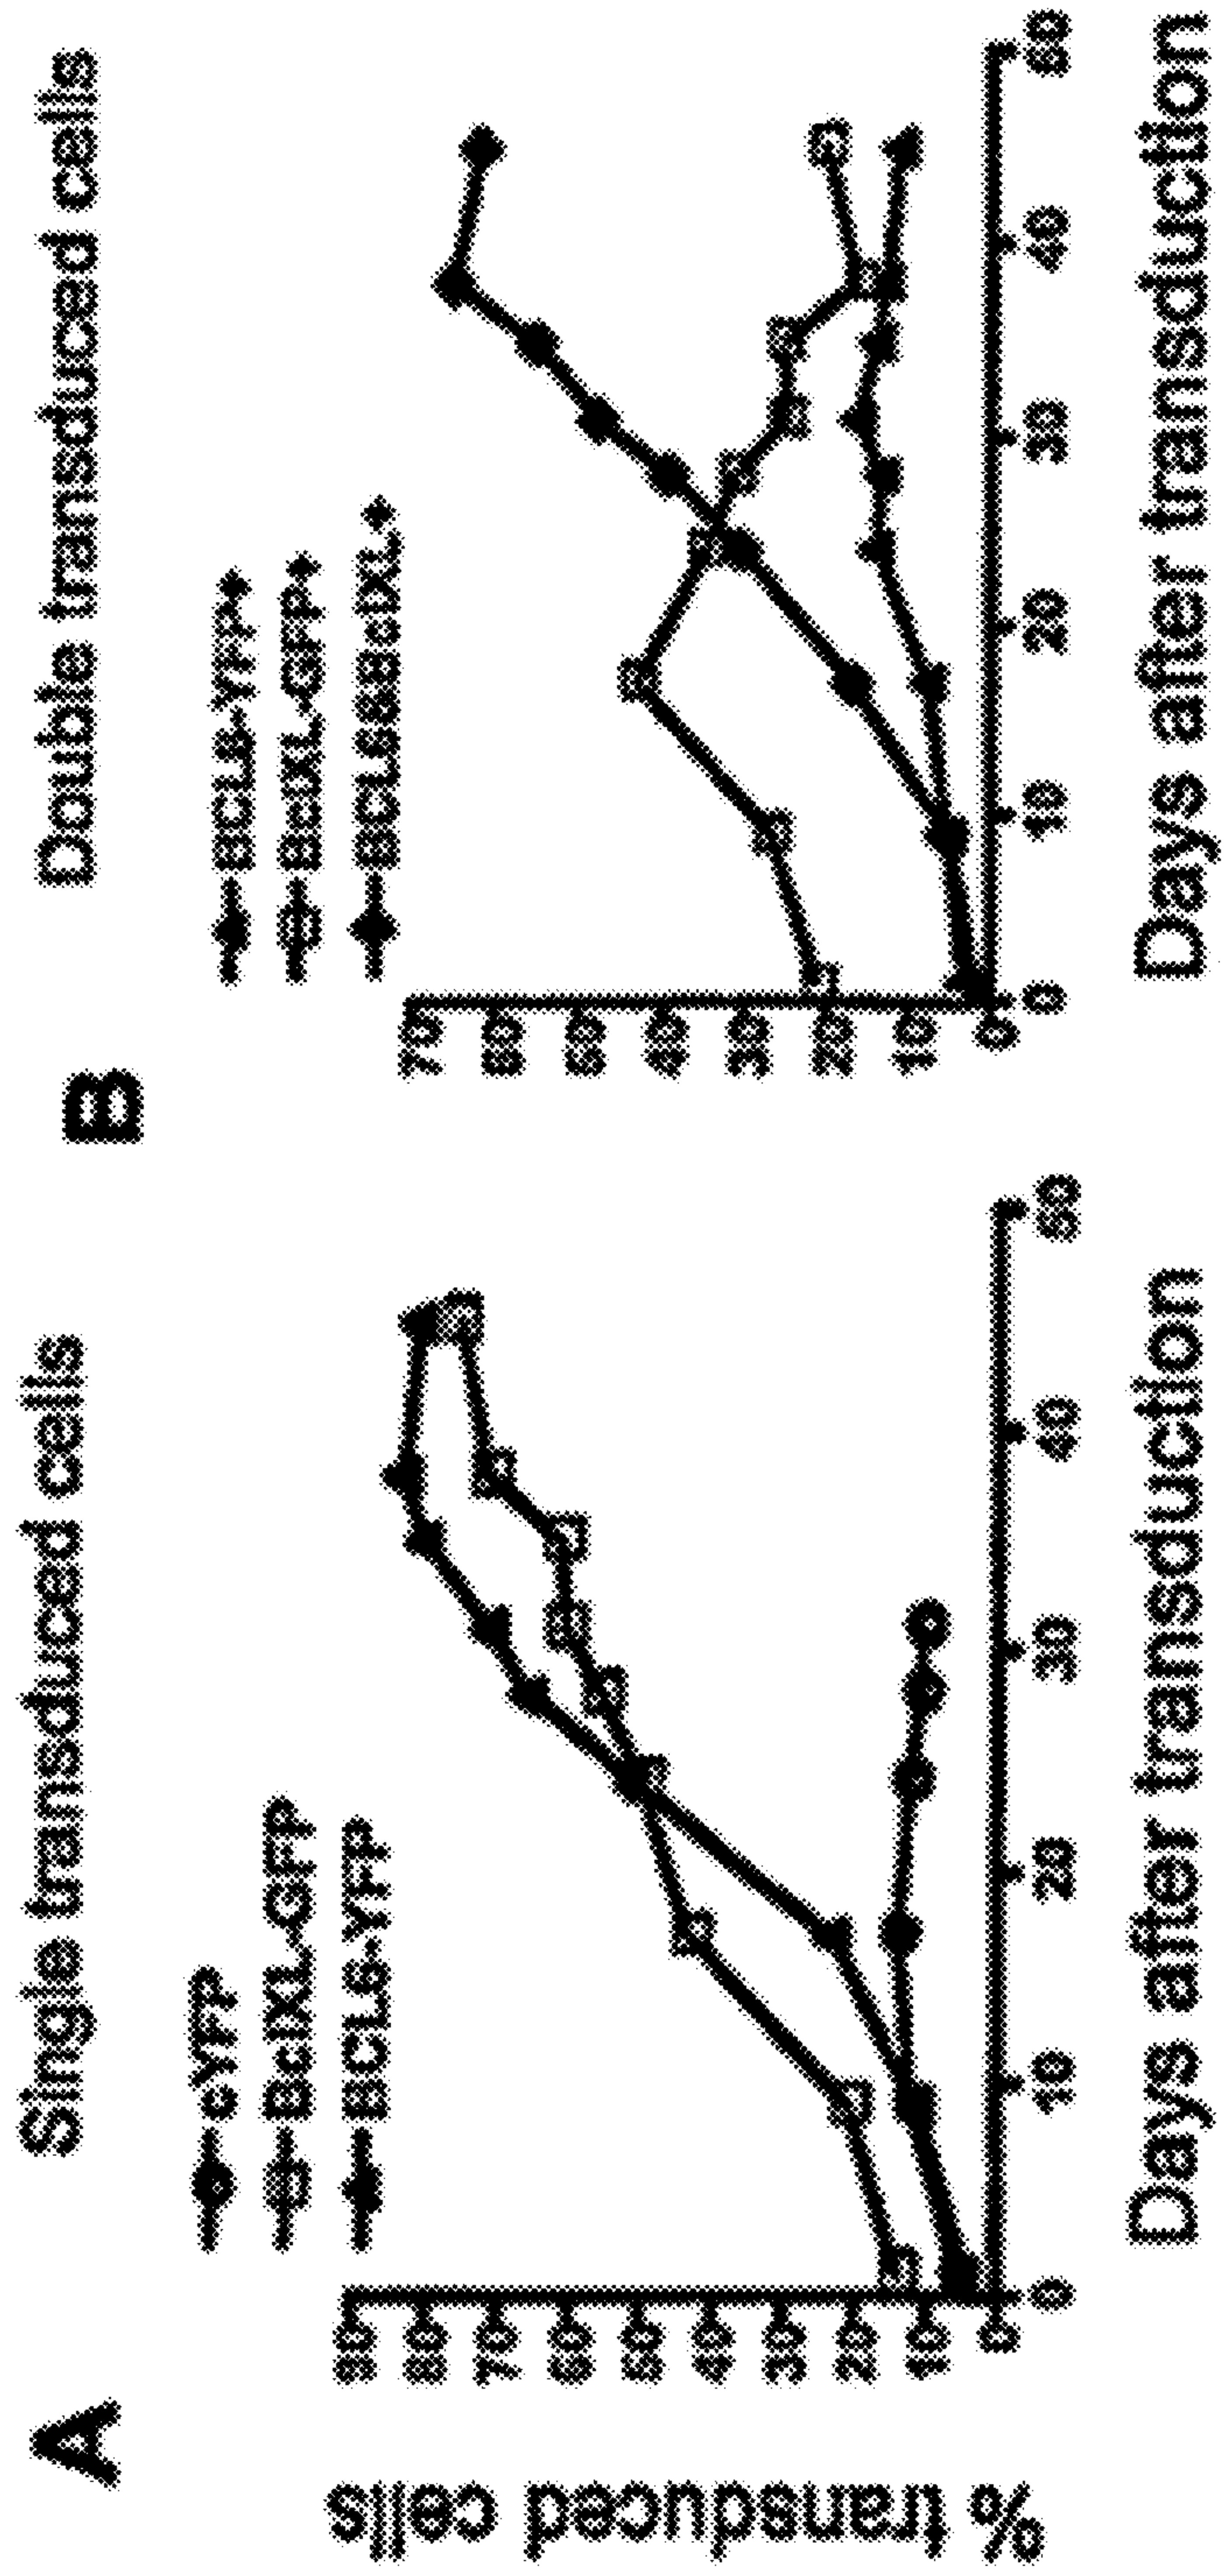 A
Single transduced cells
cYFP
BclXL-GFP
BCL6-YFP
% transduced cells
90
80
70
60
50
40
30
20
10
0
0
10
20
30
40
50
Days after transduction
B
Double transduced cells
BCL6-YFP+
BclXL-GFP+
BCL6&BclXL+
70
60
50
40
30
20
10
0
0
10
20
30
40
50
Days after transduction